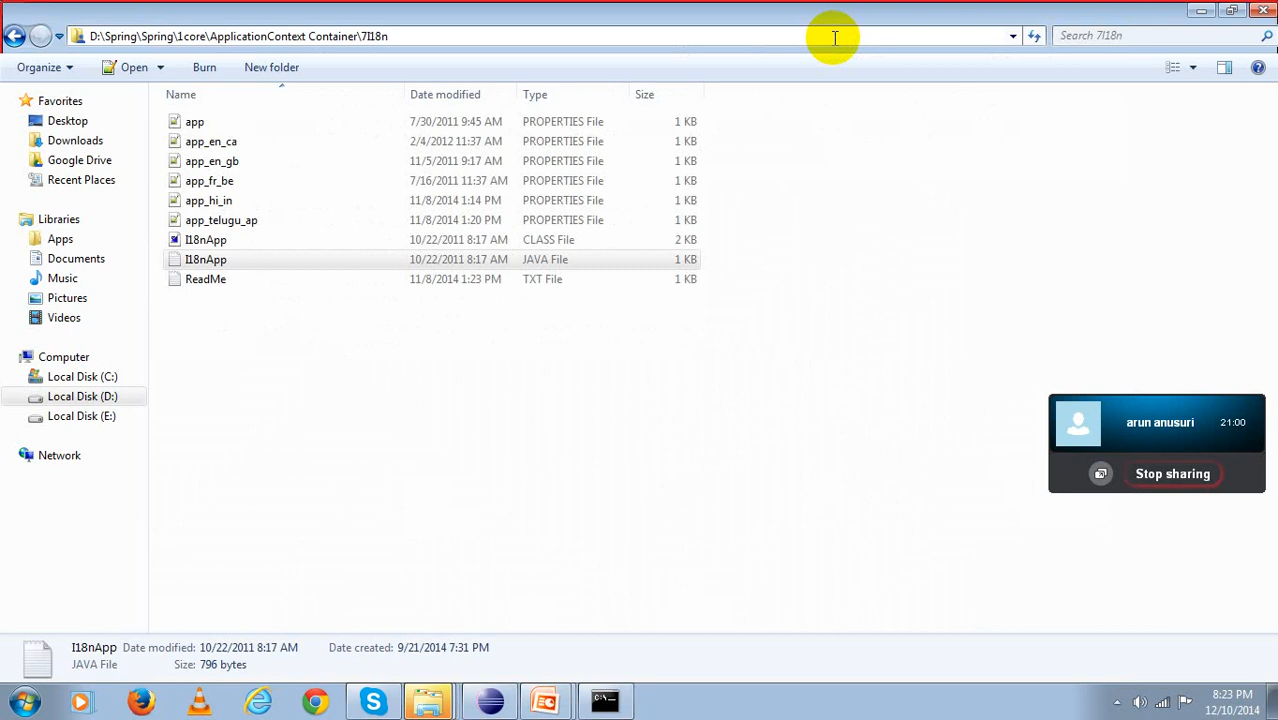 D:\Spring\Spring\1core\ApplicationContext Container\7I18n
Search 7I18n
Organize
Open
Burn
New folder
Favorites
Desktop
Downloads
Google Drive
Recent Places
Libraries
Apps
Documents
Music
Pictures
Videos
Computer
Local Disk (C:)
Local Disk (D:)
Local Disk (E:)
Network
Name Date modified Type Size
app 7/30/2011 9:45 AM PROPERTIES File 1 KB
app_en_ca 2/4/2012 11:37 AM PROPERTIES File 1 KB
app_en_gb 11/5/2011 9:17 AM PROPERTIES File 1 KB
app_fr_be 7/16/2011 11:37 AM PROPERTIES File 1 KB
app_hi_in 11/8/2014 1:14 PM PROPERTIES File 1 KB
app_telugu_ap 11/8/2014 1:20 PM PROPERTIES File 1 KB
I18nApp 10/22/2011 8:17 AM CLASS File 2 KB
I18nApp 10/22/2011 8:17 AM JAVA File 1 KB
ReadMe 11/8/2014 1:23 PM TXT File 1 KB
arun anusuri 21:00
Stop sharing
I18nApp Date modified: 10/22/2011 8:17 AM Date created: 9/21/2014 7:31 PM
JAVA File Size: 796 bytes
8:23 PM
12/10/2014